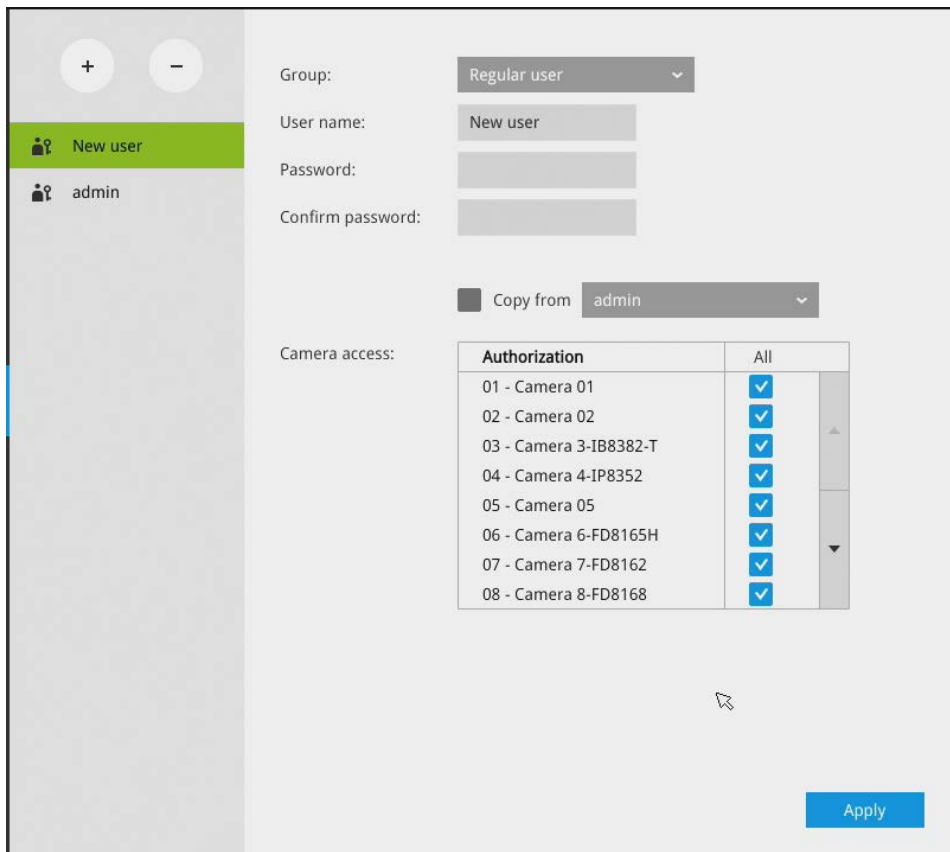 + −
New user
admin
Group: Regular user
User name: New user
Password:
Confirm password:
Copy from admin
Camera access:
Authorization All
01 - Camera 01
02 - Camera 02
03 - Camera 3-IB8382-T
04 - Camera 4-IP8352
05 - Camera 05
06 - Camera 6-FD8165H
07 - Camera 7-FD8162
08 - Camera 8-FD8168
Apply